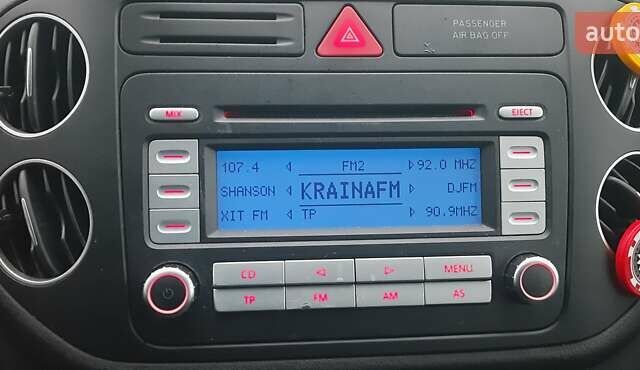 auto
PASSENGER
AIR BAG OFF
MIX
EJECT
107.4 FM2 92.0 MHZ
SHANSON KRAINAFM DJFM
XIT FM TP 90.9MHZ
CD MENU
TP FM AM AS